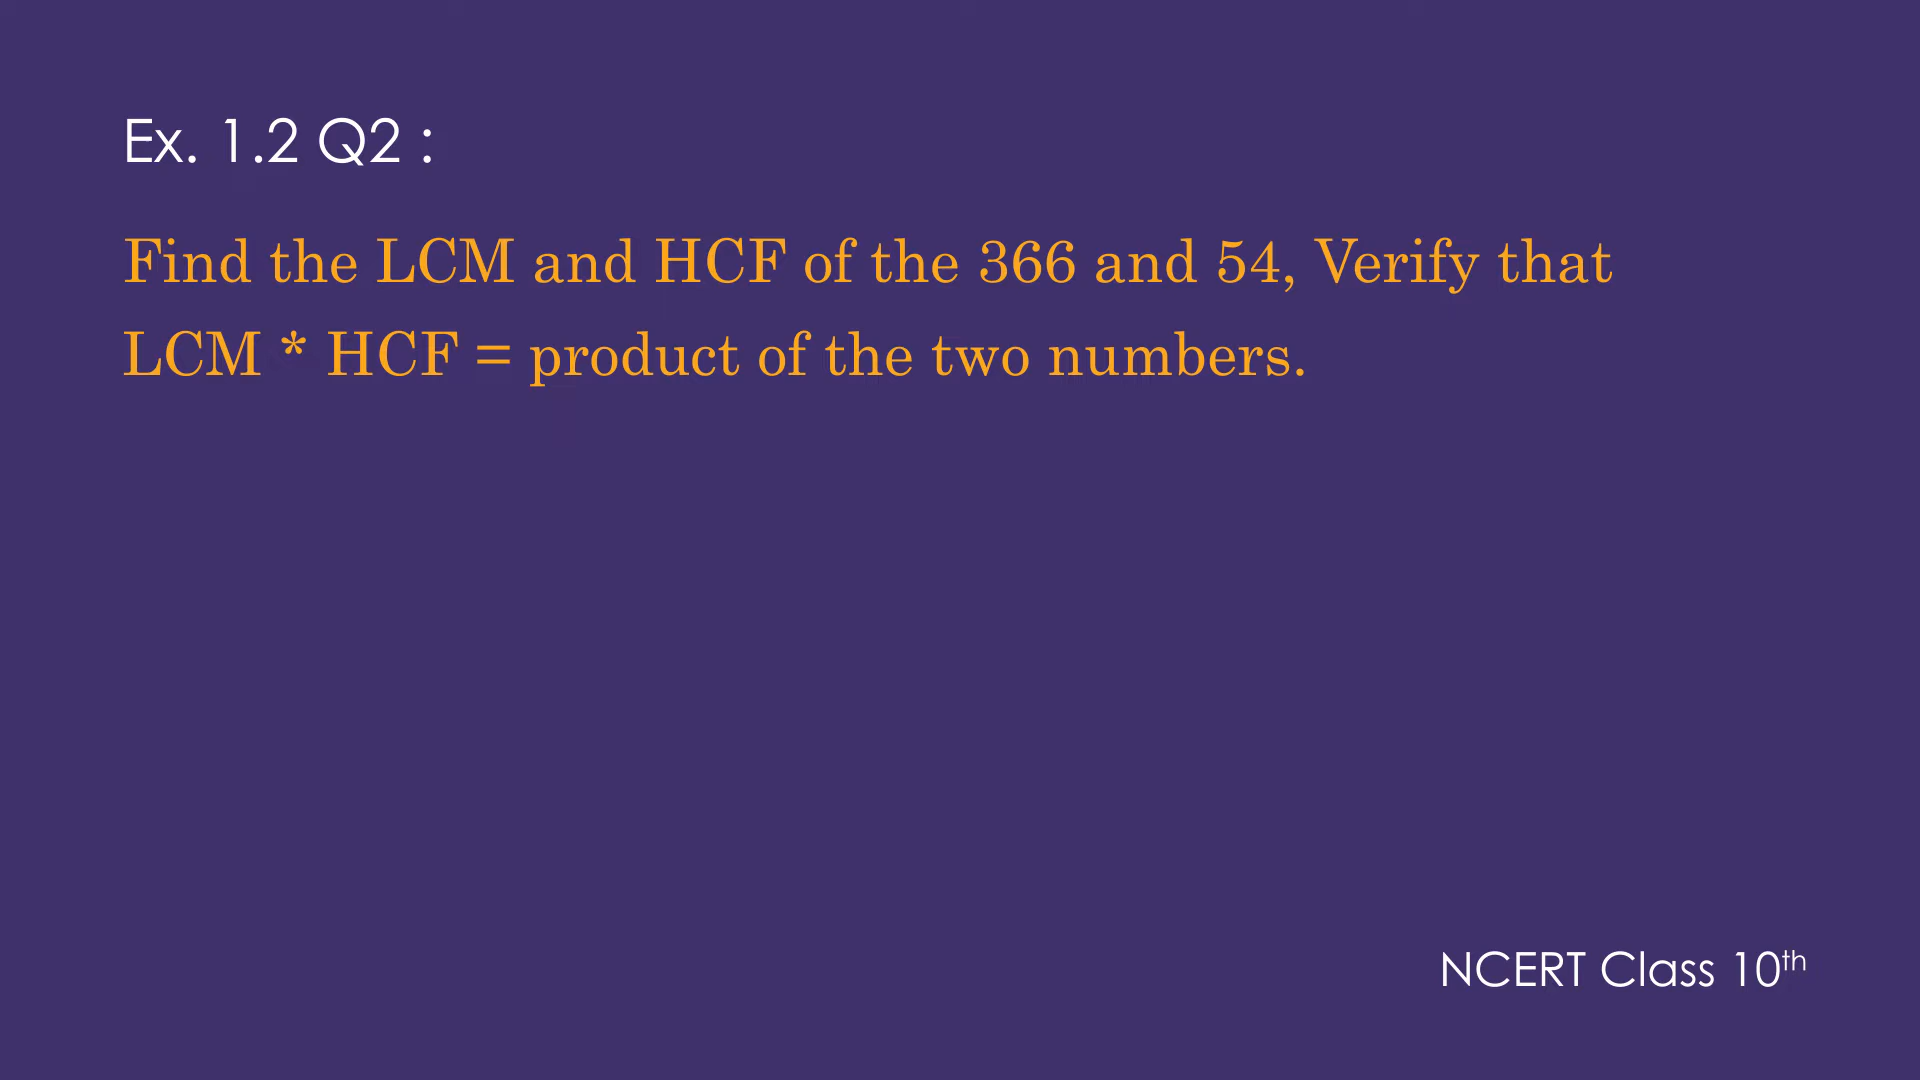 Ex. 1.2 Q2 :
Find the LCM and HCF of the 366 and 54, Verify that
LCM * HCF = product of the two numbers.
NCERT Class 10th